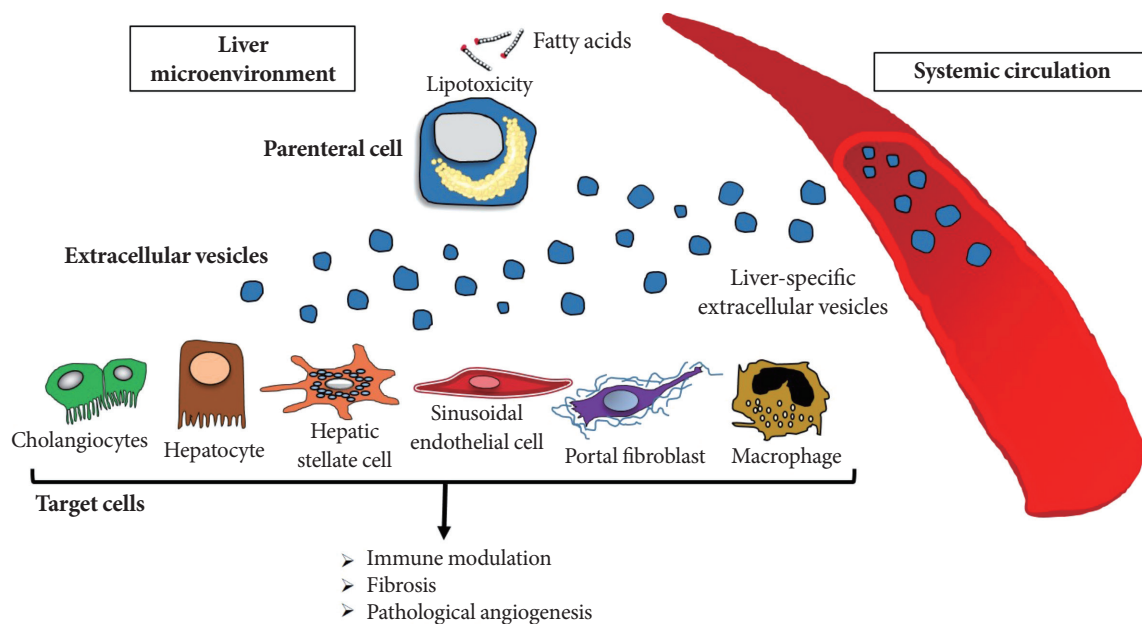 Liver
microenvironment
Fatty acids
Lipotoxicity
Systemic circulation
Parenteral cell
Extracellular vesicles
Liver-specific
extracellular vesicles
Cholangiocytes
Hepatocyte
Hepatic
stellate cell
Sinusoidal
endothelial cell
Portal fibroblast
Macrophage
Target cells
➢ Immune modulation
➢ Fibrosis
➢ Pathological angiogenesis